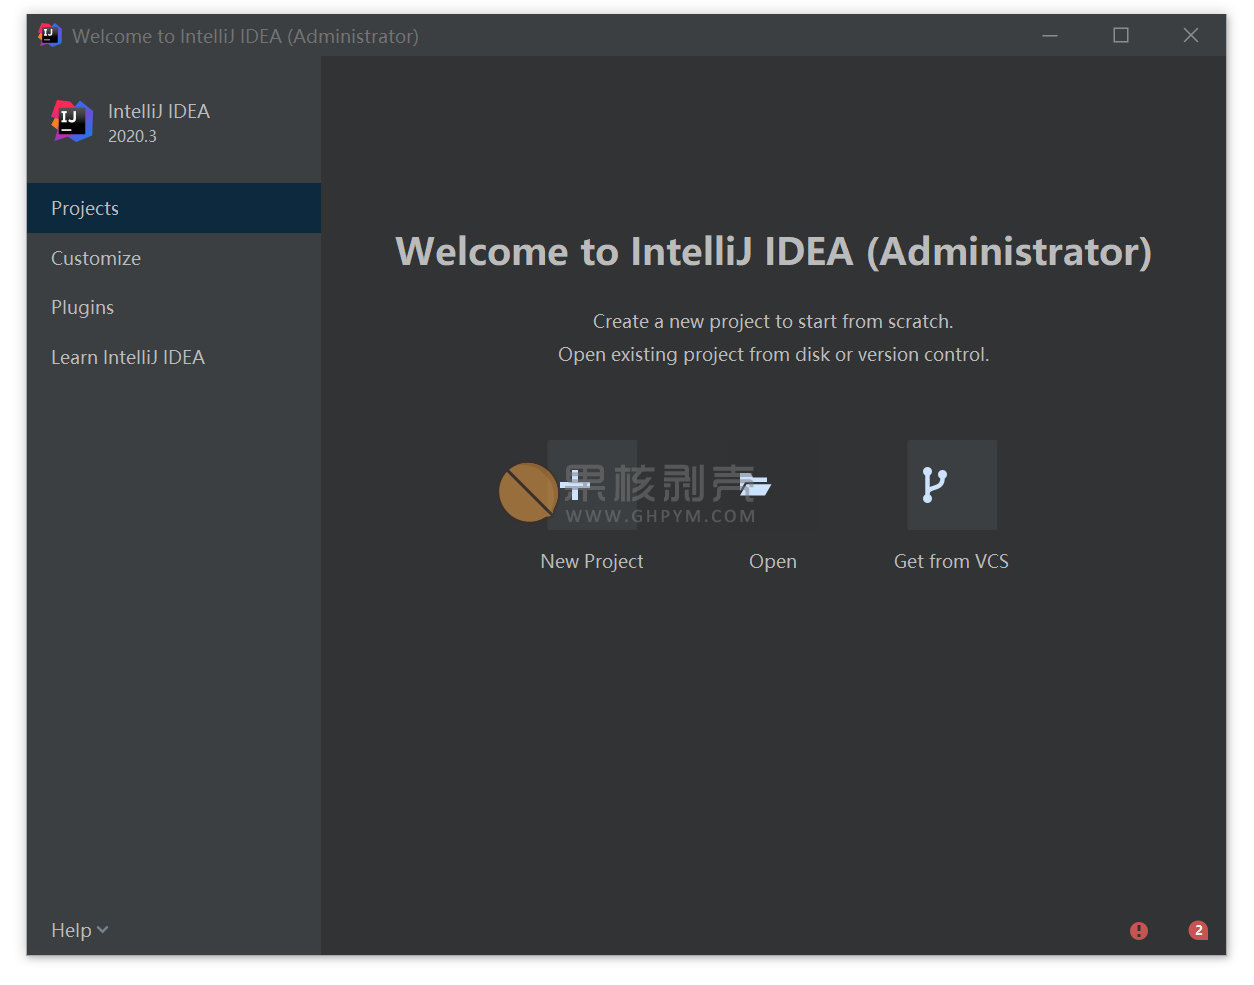 Welcome to IntelliJ IDEA (Administrator)
IJ
IntelliJ IDEA
2020.3
Projects
Customize
Plugins
Learn IntelliJ IDEA
Welcome to IntelliJ IDEA (Administrator)
Create a new project to start from scratch.
Open existing project from disk or version control.
果核剥壳
WWW.GHPYM.COM
New Project
Open
Get from VCS
Help
2